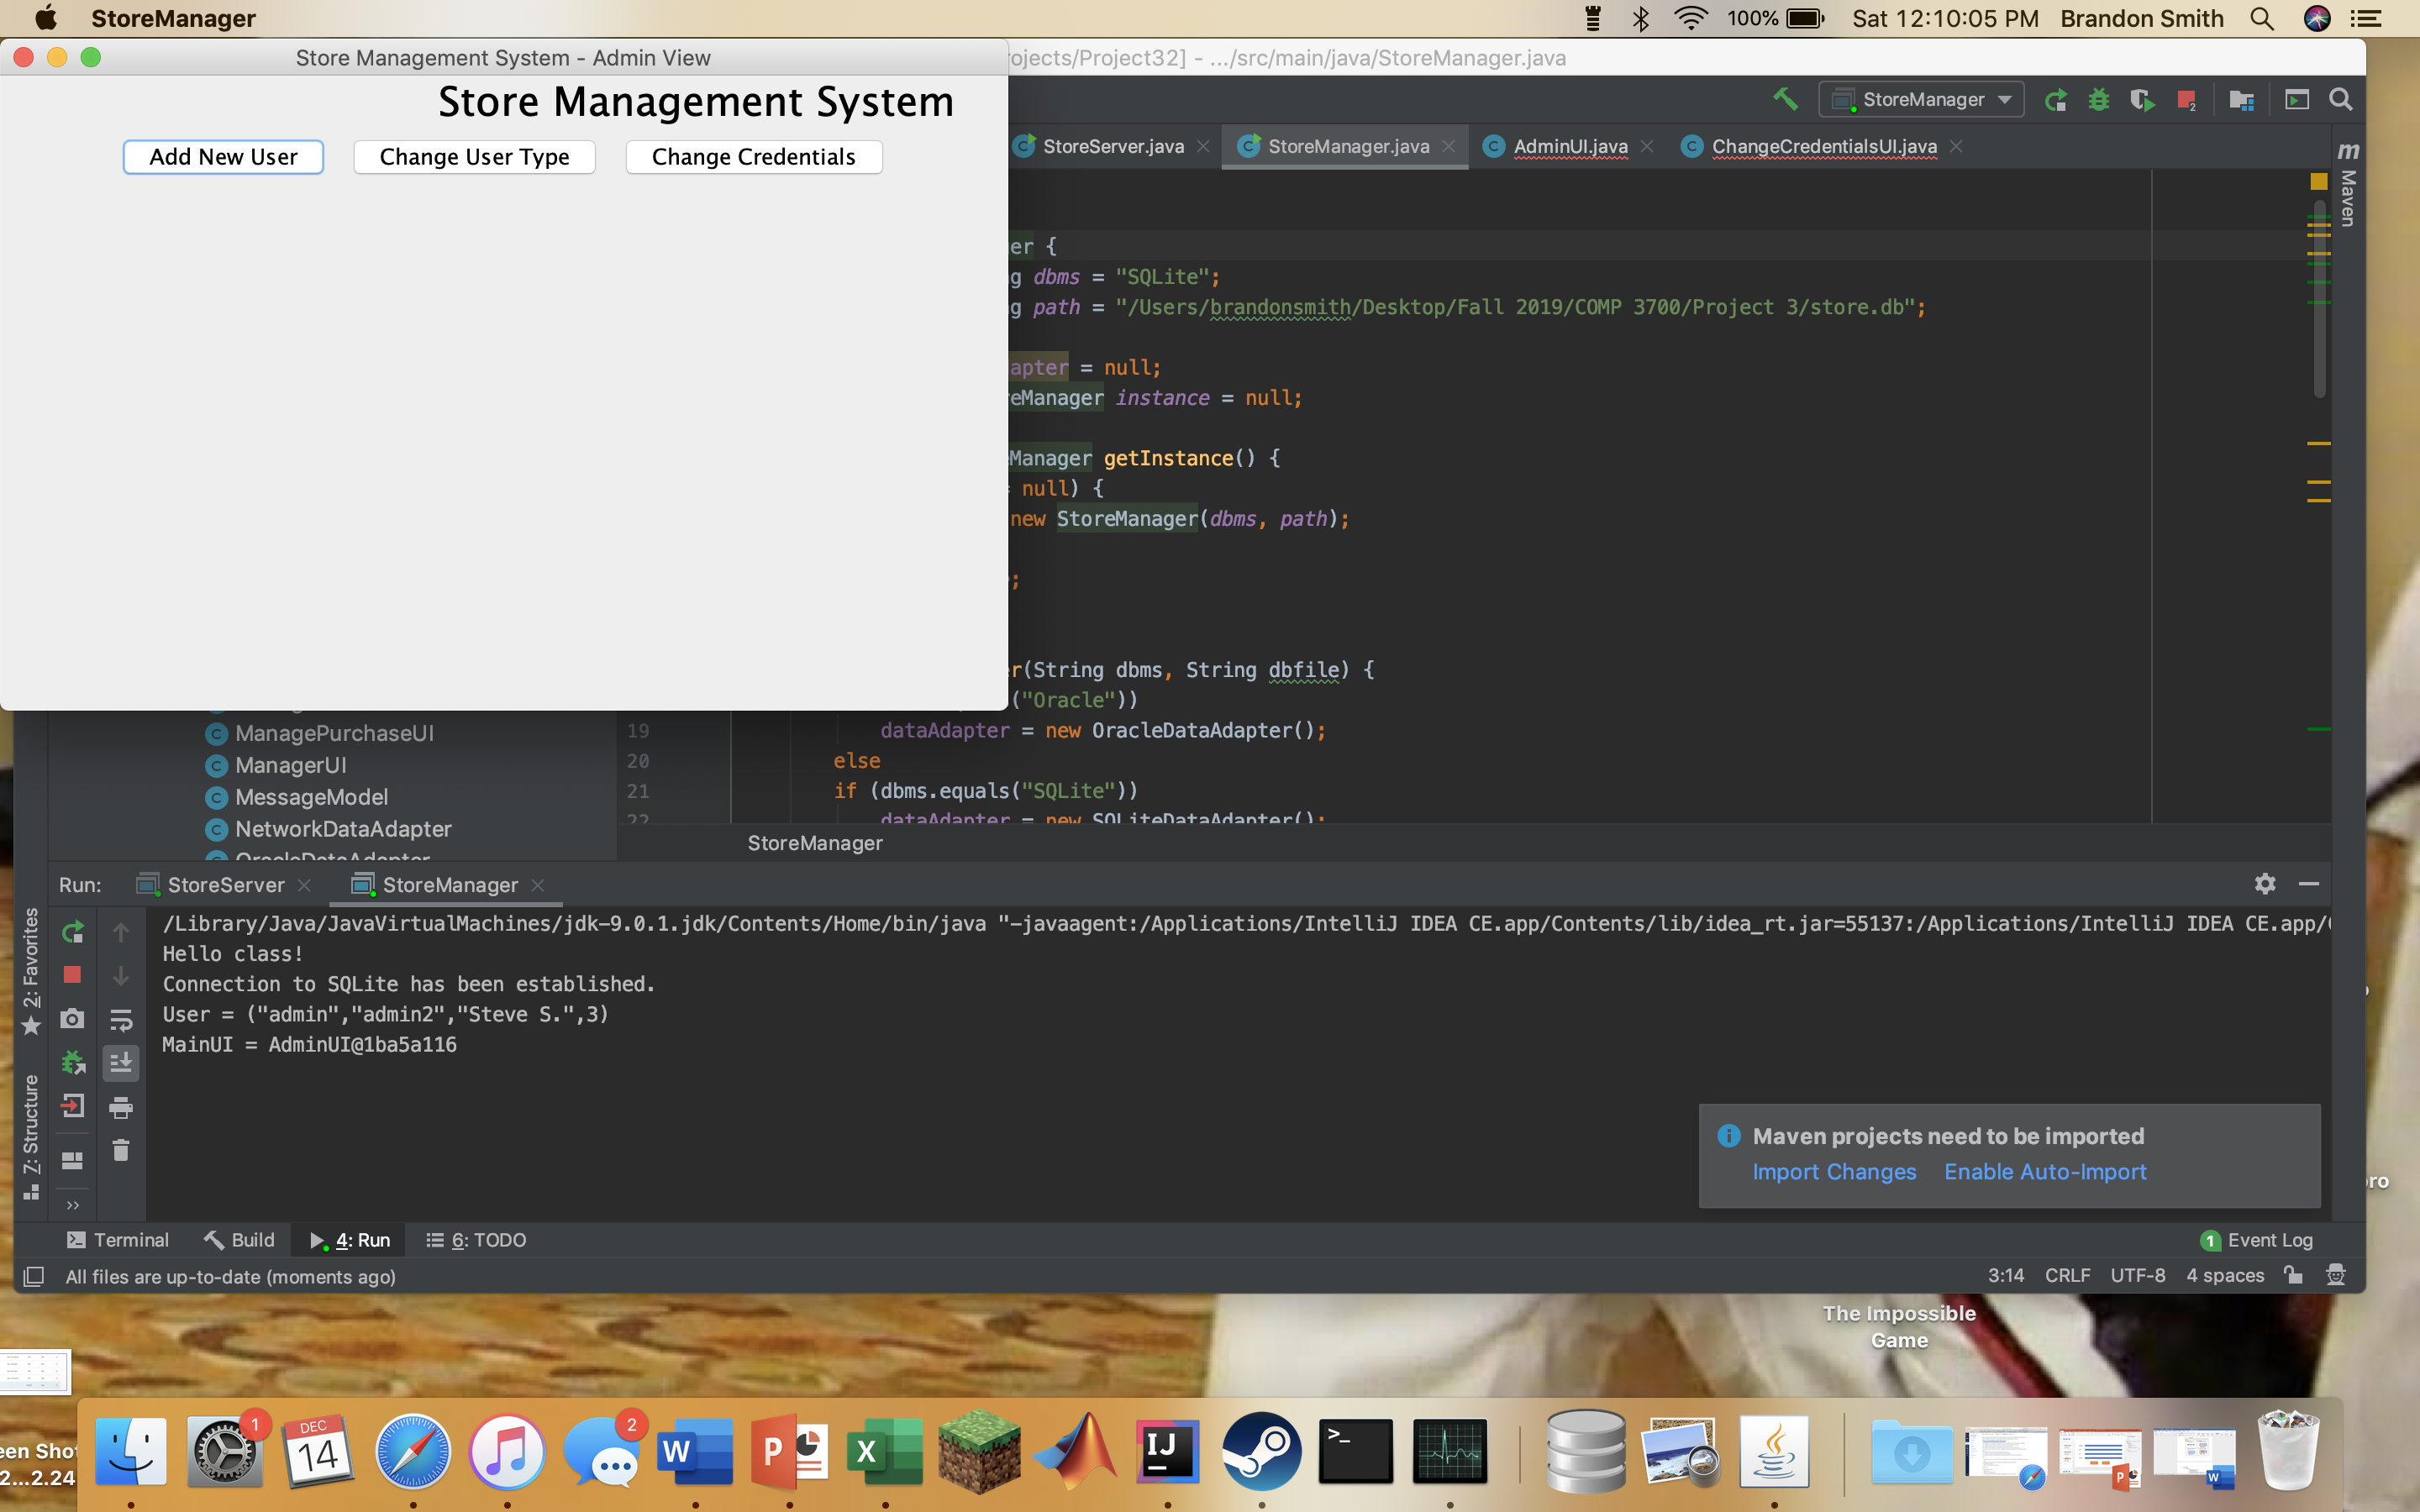 StoreManager
100%
Sat 12:10:05 PM
Brandon Smith
Store Management System - Admin View
ojects/Project32] - .../src/main/java/StoreManager.java
Store Management System
Add New User
Change User Type
Change Credentials
StoreManager
2
StoreServer.java
StoreManager.java
AdminUI.java
ChangeCredentialsUI.java
m
Maven
er {
g dbms = "SQLite";
g path = "/Users/brandonsmith/Desktop/Fall 2019/COMP 3700/Project 3/store.db";
apter = null;
eManager instance = null;
Manager getInstance() {
= null) {
new StoreManager(dbms, path);
;
r(String dbms, String dbfile) {
("Oracle"))
19 dataAdapter = new OracleDataAdapter();
20 else
21 if (dbms.equals("SQLite"))
22 dataAdapter = new SQLiteDataAdapter();
ManagePurchaseUI
ManagerUI
MessageModel
NetworkDataAdapter
OracleDataAdapter
StoreManager
Run:
StoreServer
StoreManager
/Library/Java/JavaVirtualMachines/jdk-9.0.1.jdk/Contents/Home/bin/java "-javaagent:/Applications/IntelliJ IDEA CE.app/Contents/lib/idea_rt.jar=55137:/Applications/IntelliJ IDEA CE.app/
Hello class!
Connection to SQLite has been established.
User = ("admin","admin2","Steve S.",3)
MainUI = AdminUI@1ba5a116
2: Favorites
7: Structure
Maven projects need to be imported
Import Changes
Enable Auto-Import
Terminal
Build
4: Run
6: TODO
1
Event Log
All files are up-to-date (moments ago)
3:14
CRLF
UTF-8
4 spaces
ro
The Impossible
Game
een Shot
2...2.24
1
DEC
14
2
W
P
X
IJ
>_
P
W